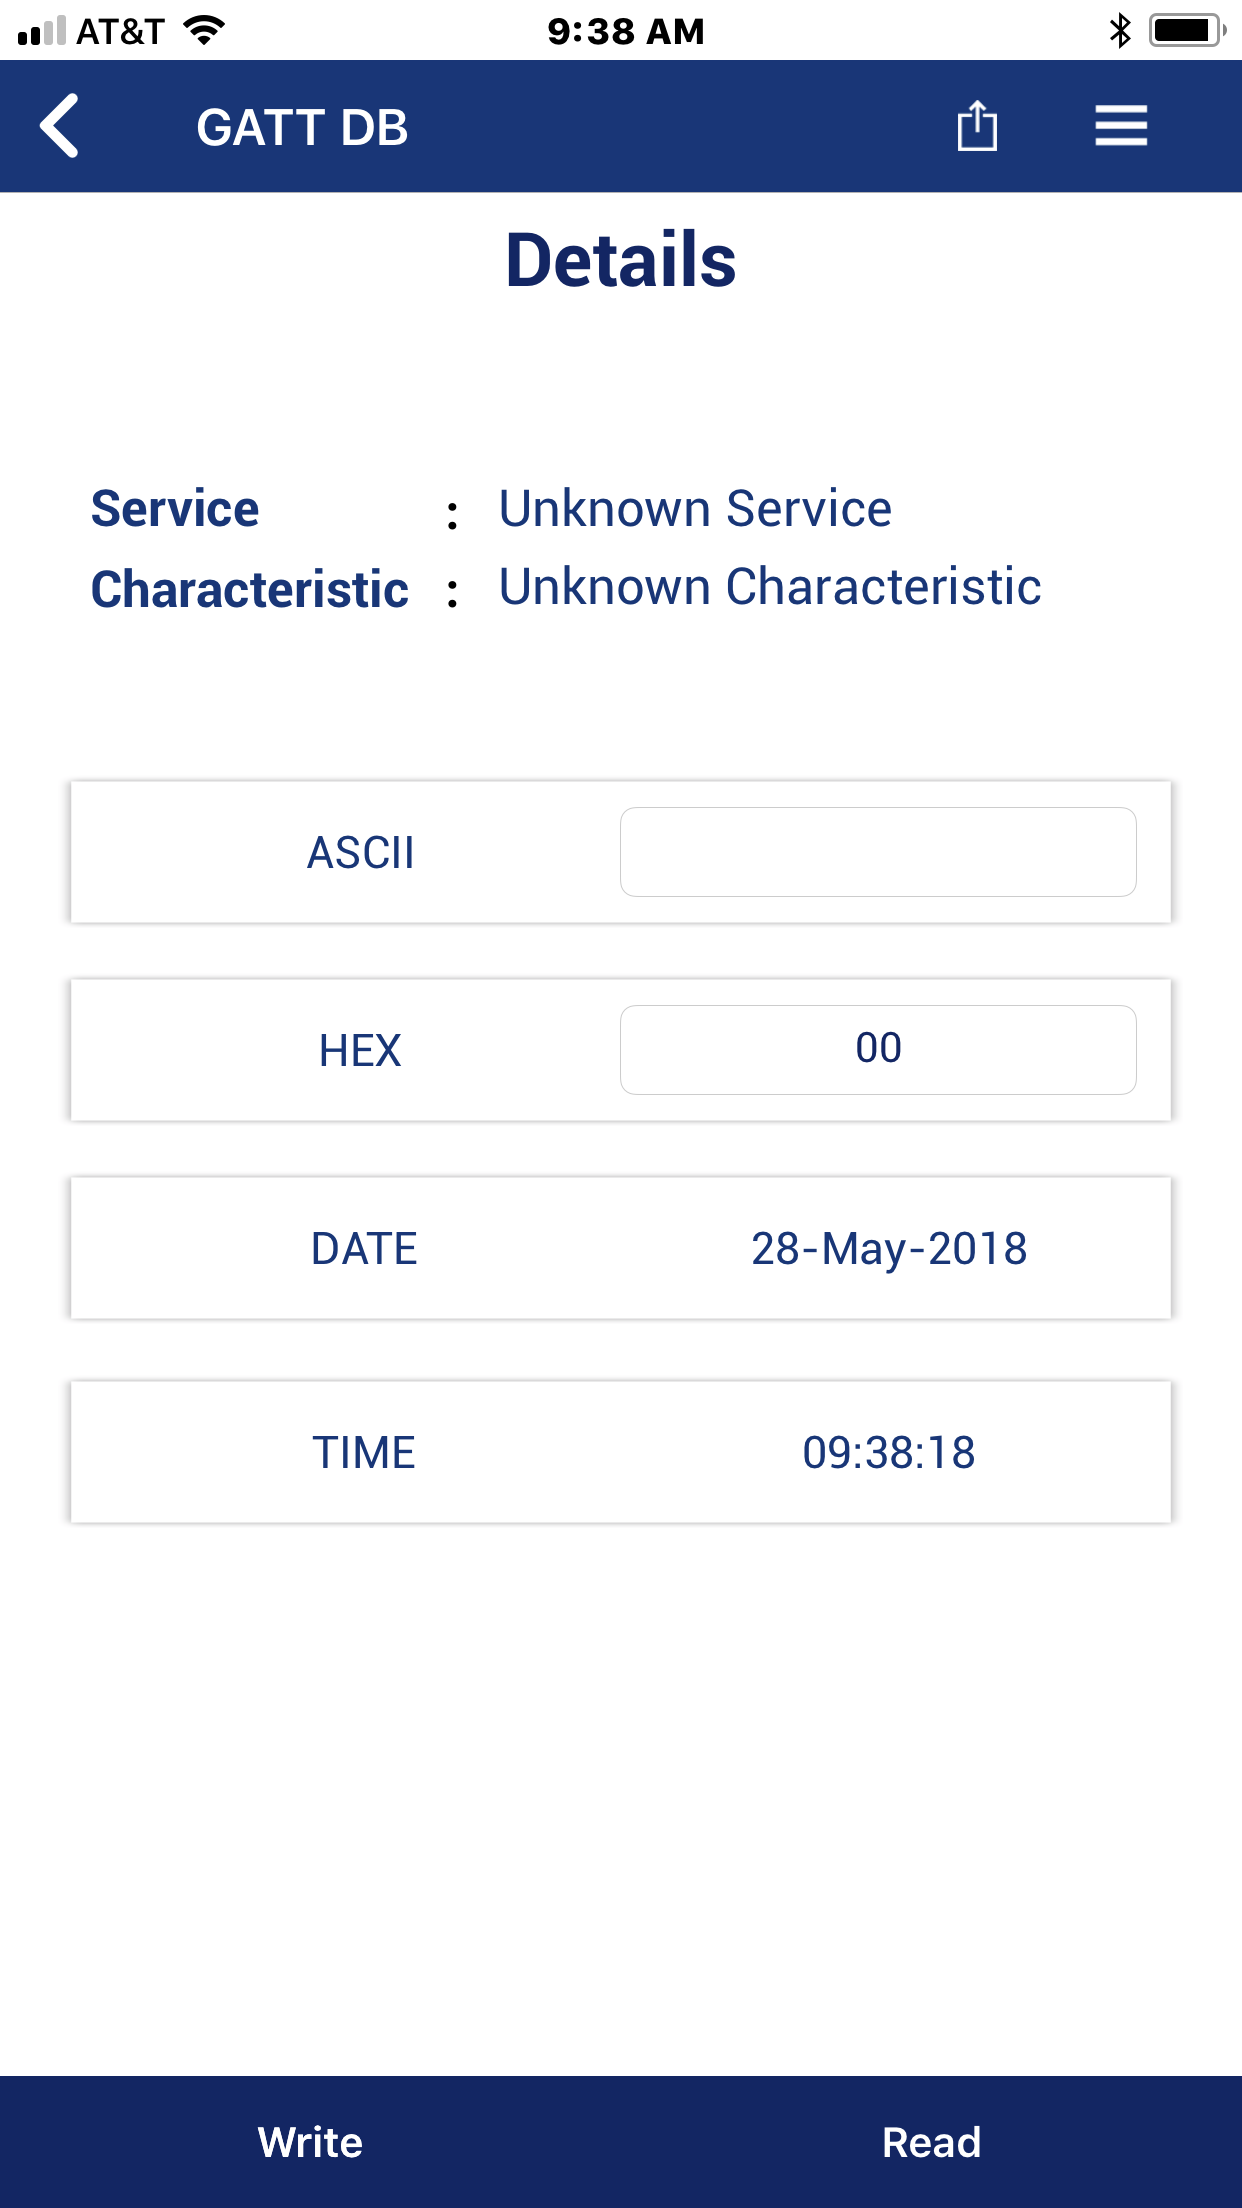 AT&T 9:38 AM
GATT DB
Details
Service : Unknown Service
Characteristic : Unknown Characteristic
ASCII
HEX 00
DATE 28-May-2018
TIME 09:38:18
Write Read